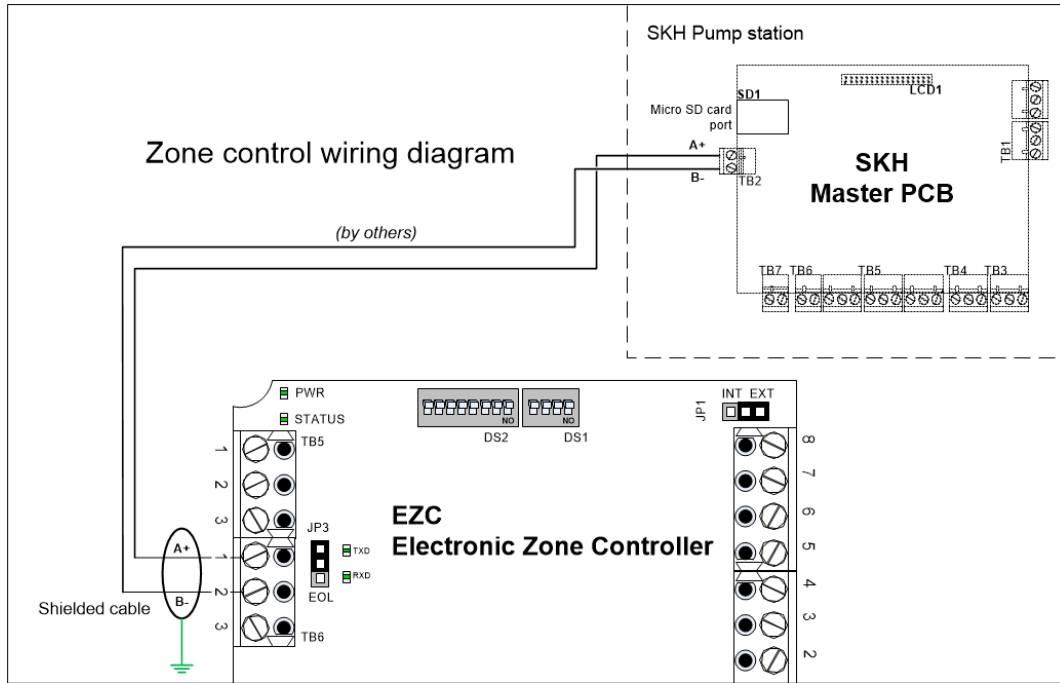 SKH Pump station
SD1
LCD1
Micro SD card
port
A+
B-
TB2
TB1
SKH
Master PCB
Zone control wiring diagram
(by others)
TB7
TB6
TB5
TB4
TB3
PWR
STATUS
DS2
NO
DS1
NO
JP1
INT
EXT
TB5
1
2
3
JP3
TXD
RXD
EOL
EZC
Electronic Zone Controller
8
7
6
5
4
3
2
A+
B-
Shielded cable
1
2
3
TB6